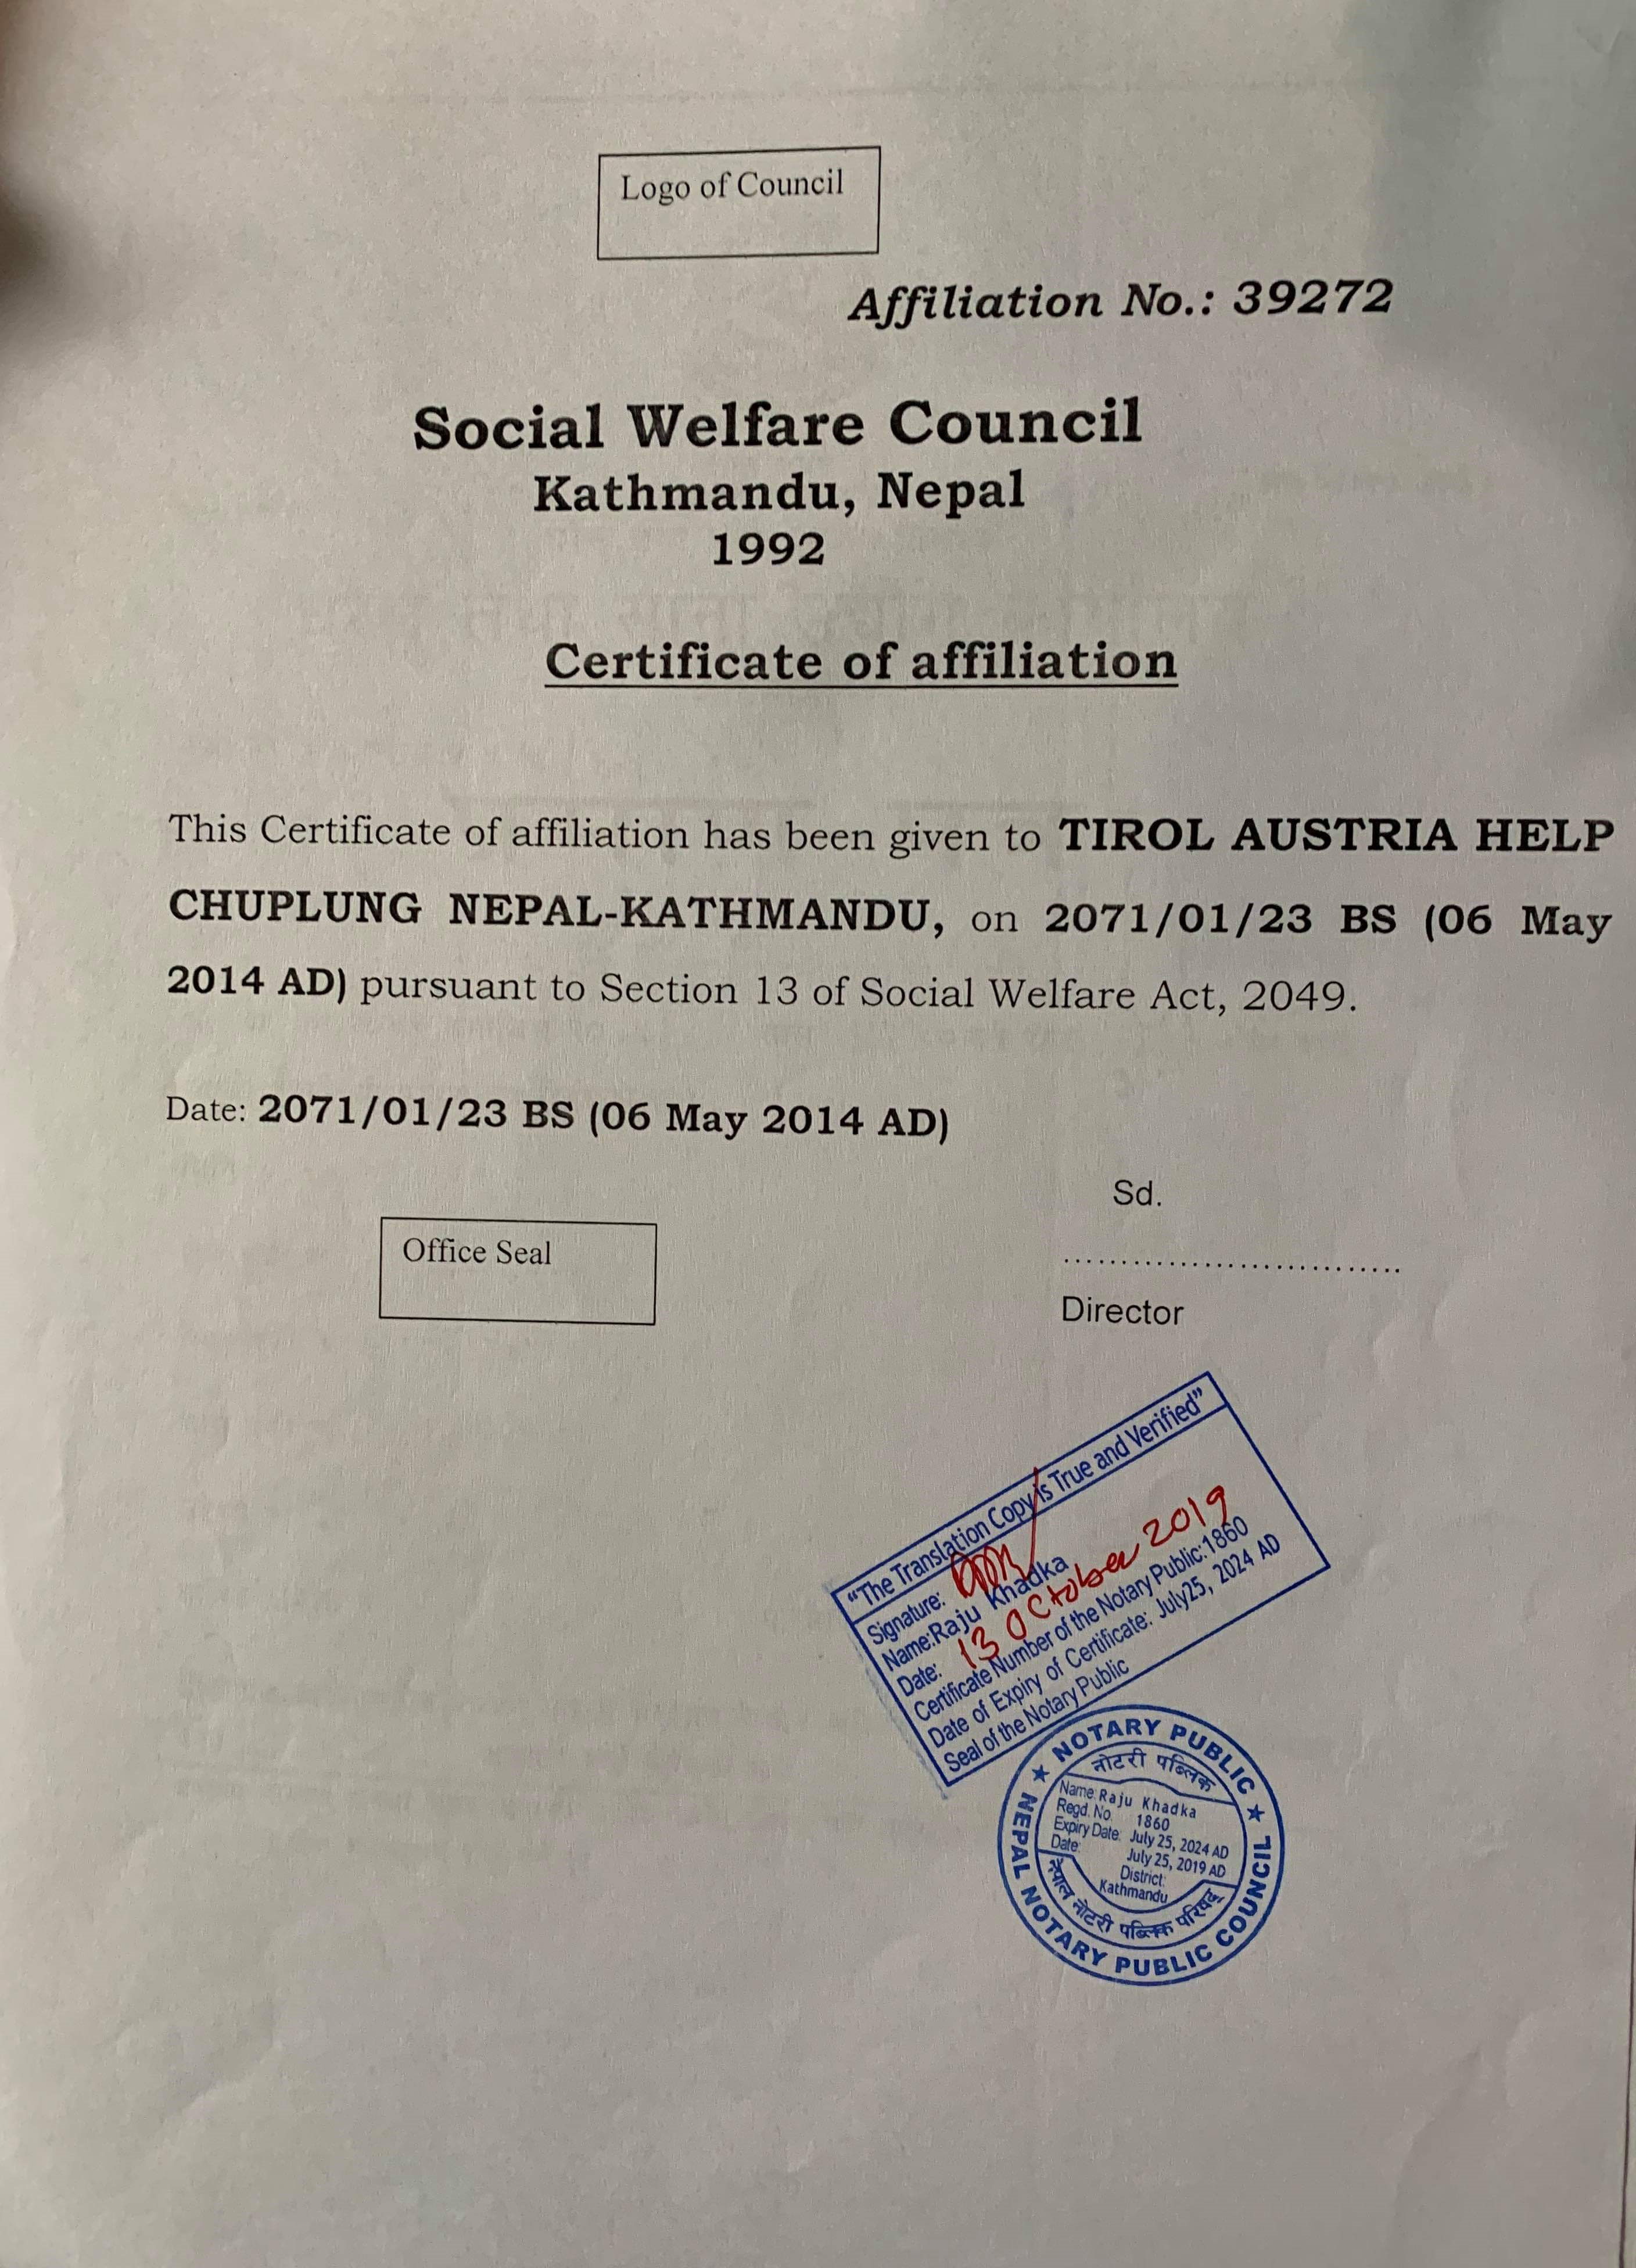 Logo of Council
Affiliation No.: 39272
Social Welfare Council
Kathmandu, Nepal
1992
Certificate of affiliation
This Certificate of affiliation has been given to TIROL AUSTRIA HELP
CHUPLUNG NEPAL-KATHMANDU, on 2071/01/23 BS (06 May
2014 AD) pursuant to Section 13 of Social Welfare Act, 2049.
Date: 2071/01/23 BS (06 May 2014 AD)
Sd.
Office Seal
..............................
Director
"The Translation Copy is True and Verified"
Signature:
Name:Raju Khadka
Date: 13 October 2019
Certificate Number of the Notary Public:1860
Date of Expiry of Certificate: July25, 2024 AD
Seal of the Notary Public
★ NOTARY PUBLIC ★
नोटरी पब्लिक
Name: Raju Khadka
Regd. No. 1860
Expiry Date: July 25, 2024 AD
Date: July 25, 2019 AD
District:
Kathmandu
नेपाल नोटरी पब्लिक परिषद्
NEPAL NOTARY PUBLIC COUNCIL